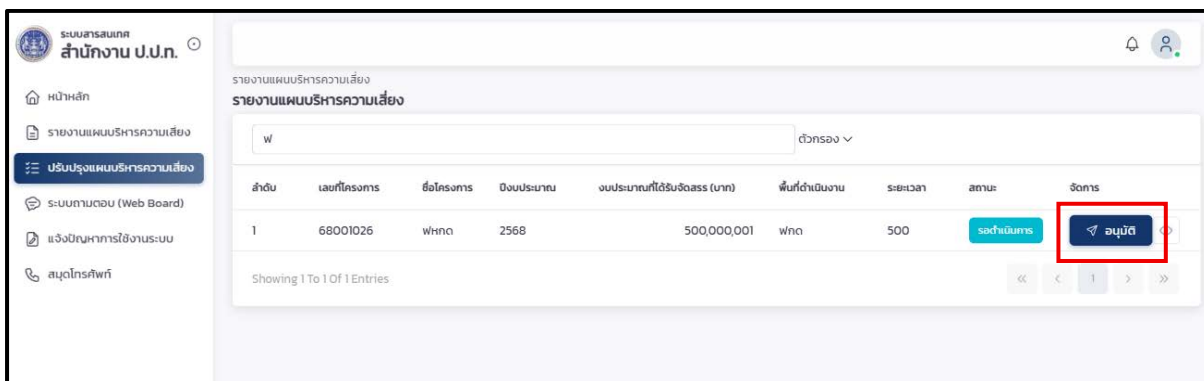 ระบบสารสนเทศ
สำนักงาน ป.ป.ท.
หน้าหลัก
รายงานแผนบริหารความเสี่ยง
ปรับปรุงแผนบริหารความเสี่ยง
ระบบถามตอบ (Web Board)
แจ้งปัญหาการใช้งานระบบ
สมุดโทรศัพท์
รายงานแผนบริหารความเสี่ยง
รายงานแผนบริหารความเสี่ยง
ฟ ตัวกรอง
ลำดับ เลขที่โครงการ ชื่อโครงการ ปีงบประมาณ งบประมาณที่ได้รับจัดสรร (บาท) พื้นที่ดำเนินงาน ระยะเวลา สถานะ จัดการ
1 68001026 ฟหกด 2568 500,000,001 ฟกด 500 รอดำเนินการ อนุมัติ
Showing 1 To 1 Of 1 Entries « < 1 > »